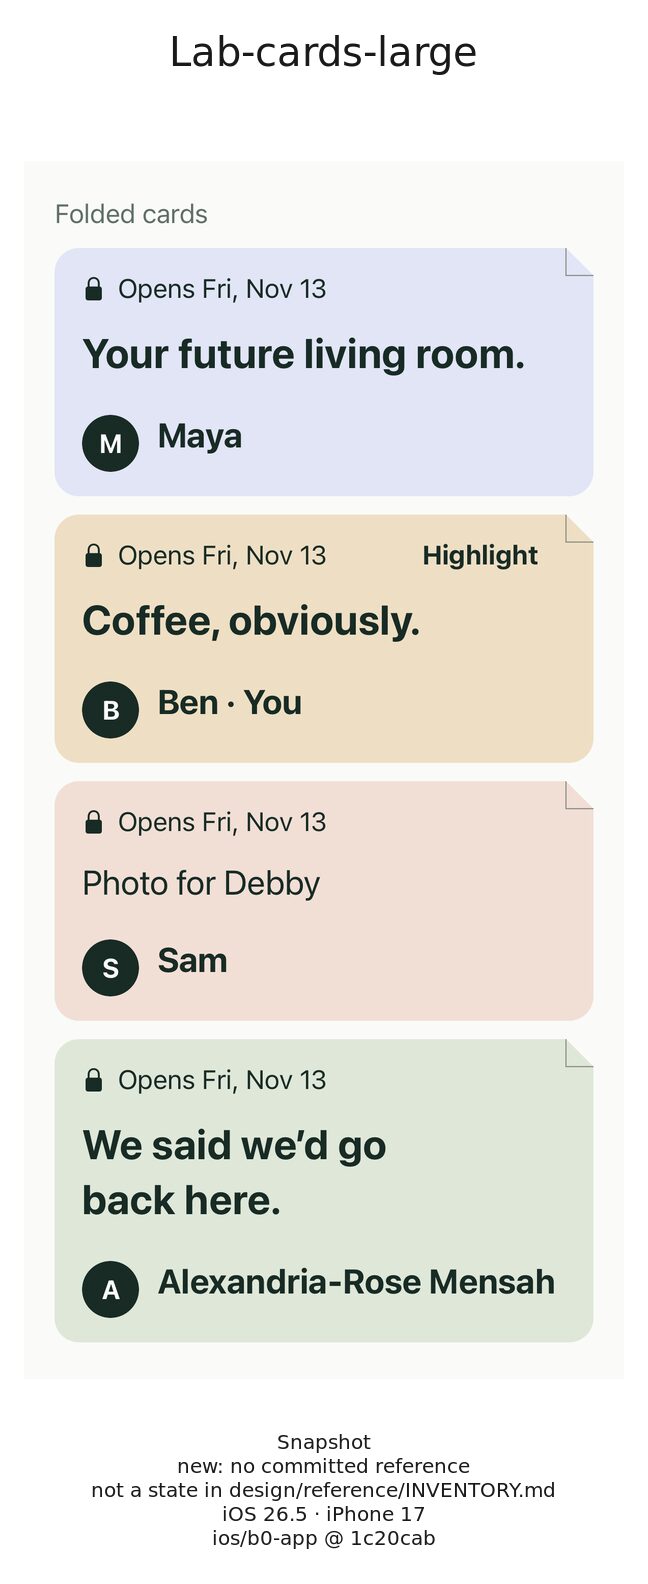 Lab-cards-large
Folded cards
Opens Fri, Nov 13
Your future living room.
M Maya
Opens Fri, Nov 13 Highlight
Coffee, obviously.
B Ben · You
Opens Fri, Nov 13
Photo for Debby
S Sam
Opens Fri, Nov 13
We said we’d go
back here.
A Alexandria-Rose Mensah
Snapshot
new: no committed reference
not a state in design/reference/INVENTORY.md
iOS 26.5 · iPhone 17
ios/b0-app @ 1c20cab